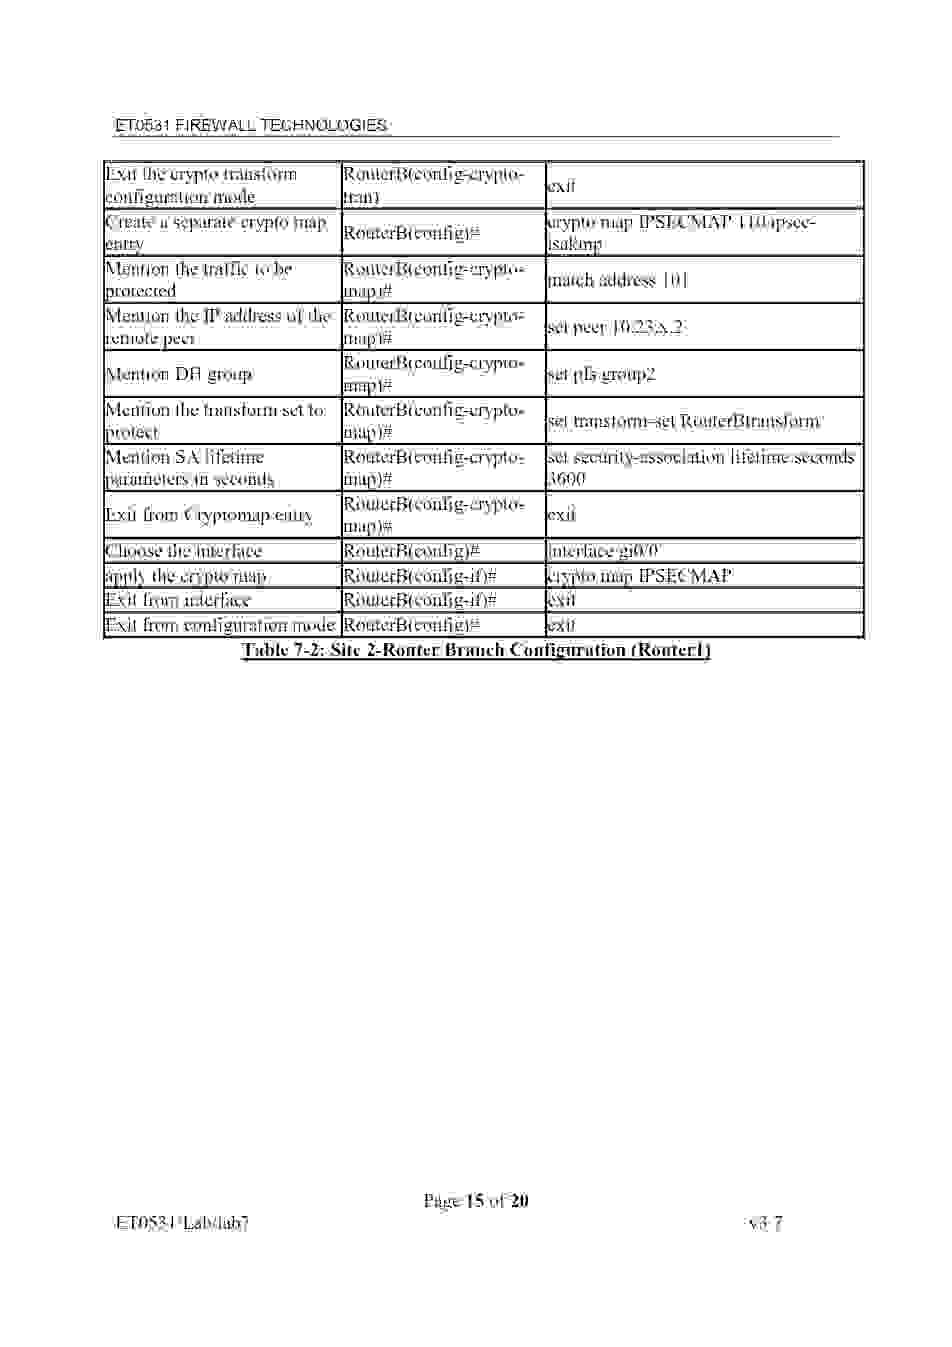 ET0531 FIREWALL TECHNOLOGIES
Exit the crypto transform
configuration mode
RouterB(config-crypto-
tran)
exit
Create a separate crypto map
entry
RouterB(config)#
crypto map IPSECMAP 110 ipsec-
isakmp
Mention the traffic to be
protected
RouterB(config-crypto-
map)#
match address 101
Mention the IP address of the
remote peer
RouterB(config-crypto-
map)#
set peer 10.23.x.2
Mention DH group
RouterB(config-crypto-
map)#
set pfs group2
Mention the transform set to
protect
RouterB(config-crypto-
map)#
set transform-set RouterBtransform
Mention SA lifetime
parameters in seconds
RouterB(config-crypto-
map)#
set security-association lifetime seconds
3600
Exit from Cryptomap entry
RouterB(config-crypto-
map)#
exit
Choose the interface
RouterB(config)#
interface gi0/0
apply the crypto map
RouterB(config-if)#
crypto map IPSECMAP
Exit from interface
RouterB(config-if)#
exit
Exit from configuration mode
RouterB(config)#
exit
Table 7-2: Site 2-Router Branch Configuration (Router1)
Page 15 of 20
ET0531/Lab/lab7
v3.7